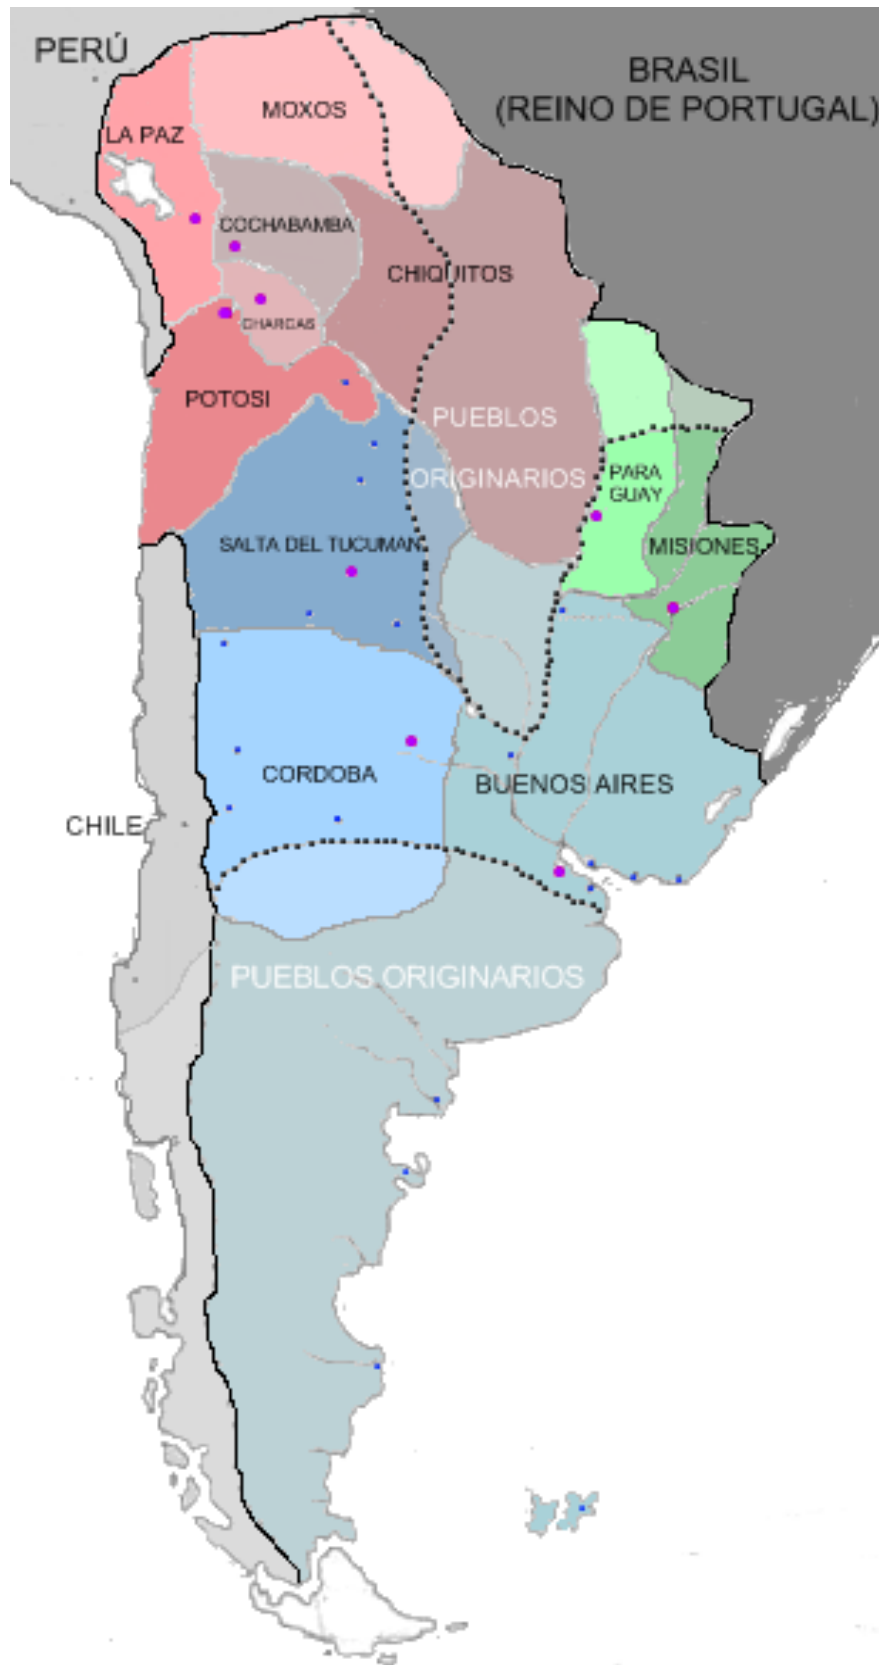 PERÚ
BRASIL
(REINO DE PORTUGAL)
MOXOS
LA PAZ
COCHABAMBA
CHIQUITOS
CHARCAS
POTOSI
PUEBLOS
ORIGINARIOS
PARA
GUAY
SALTA DEL TUCUMAN
MISIONES
CORDOBA
BUENOS AIRES
CHILE
PUEBLOS ORIGINARIOS